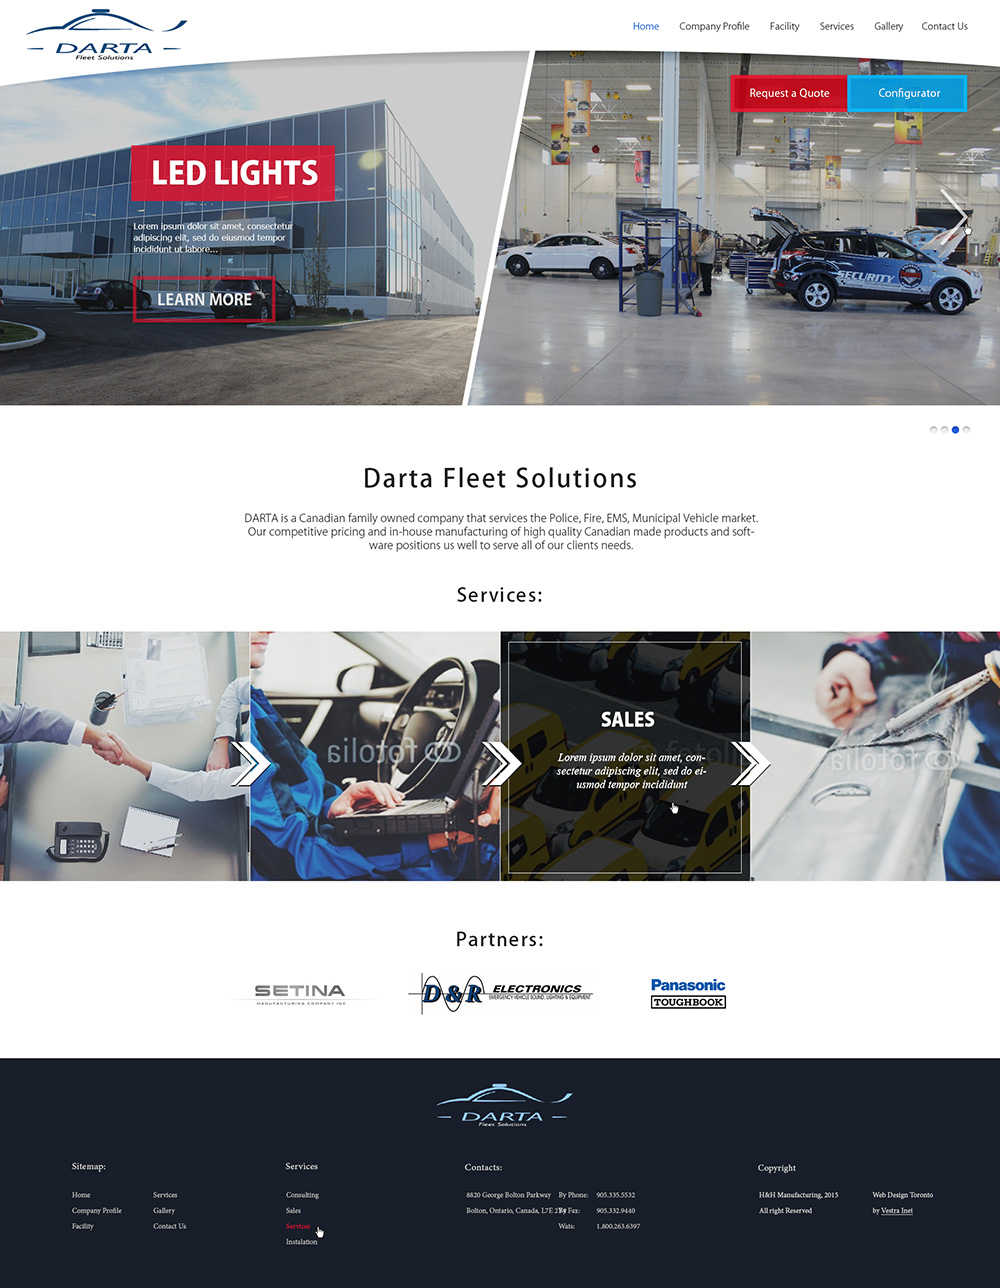 DARTA
Fleet Solutions
Home Company Profile Facility Services Gallery Contact Us
Request a Quote Configurator
LED LIGHTS
Lorem ipsum dolor sit amet, consectetur
adipiscing elit, sed do eiusmod tempor
incididunt ut labore...
LEARN MORE
SECURITY
Darta Fleet Solutions
DARTA is a Canadian family owned company that services the Police, Fire, EMS, Municipal Vehicle market.
Our competitive pricing and in-house manufacturing of high quality Canadian made products and soft-
ware positions us well to serve all of our clients needs.
Services:
fotolia
SALES
Lorem ipsum dolor sit amet, con-
sectetur adipiscing elit, sed do ei-
usmod tempor incididunt
fotolia
fotolia
Partners:
SETINA
MANUFACTURING COMPANY INC
D&R ELECTRONICS
EMERGENCY VEHICLE SOUND, LIGHTING & EQUIPMENT
Panasonic
TOUGHBOOK
DARTA
Fleet Solutions
Sitemap:
Home Services
Company Profile Gallery
Facility Contact Us
Services
Consulting
Sales
Services
Instalation
Contacts:
8820 George Bolton Parkway By Phone: 905.335.5532
Bolton, Ontario, Canada, L7E By Fax: 905.332.9440
Wats: 1.800.263.6397
Copyright
H&H Manufacturing, 2015 Web Design Toronto
All right Reserved by Vestra Inet